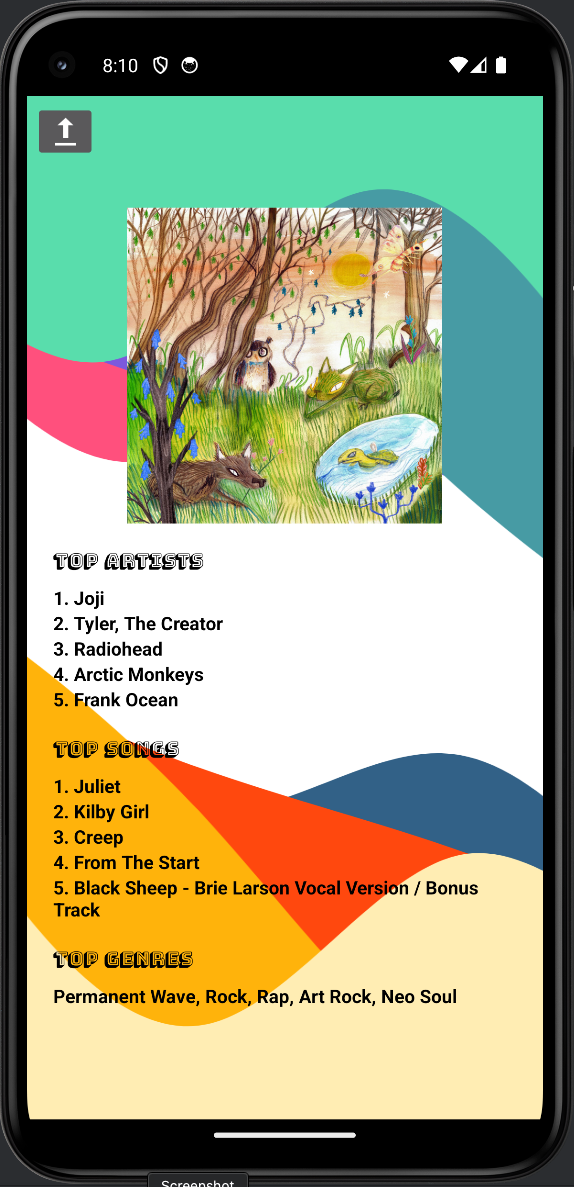 8:10
TOP ARTISTS
1. Joji
2. Tyler, The Creator
3. Radiohead
4. Arctic Monkeys
5. Frank Ocean
TOP SONGS
1. Juliet
2. Kilby Girl
3. Creep
4. From The Start
5. Black Sheep - Brie Larson Vocal Version / Bonus
Track
TOP GENRES
Permanent Wave, Rock, Rap, Art Rock, Neo Soul
Screenshot